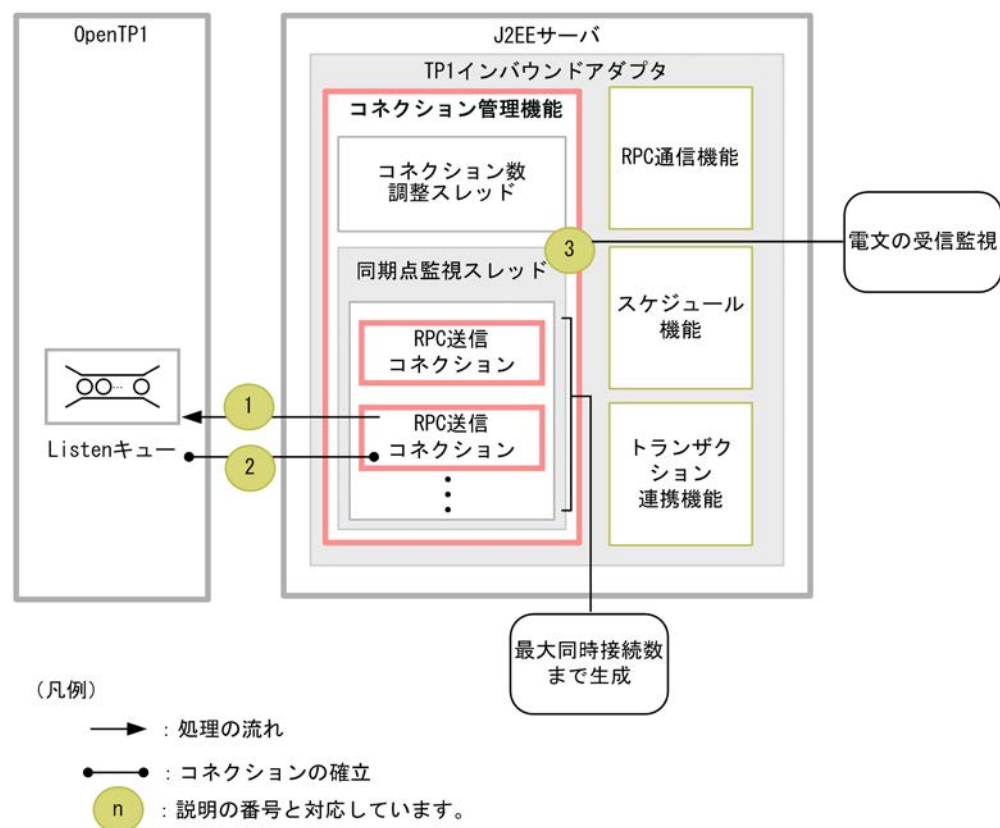 OpenTP1
J2EEサーバ
TP1インバウンドアダプタ
コネクション管理機能
コネクション数
調整スレッド
RPC通信機能
3
電文の受信監視
同期点監視スレッド
スケジュール
機能
RPC送信
コネクション
1
RPC送信
コネクション
Listenキュー
2
トランザク
ション
連携機能
最大同時接続数
まで生成
(凡例)
:処理の流れ
:コネクションの確立
n
:説明の番号と対応しています。